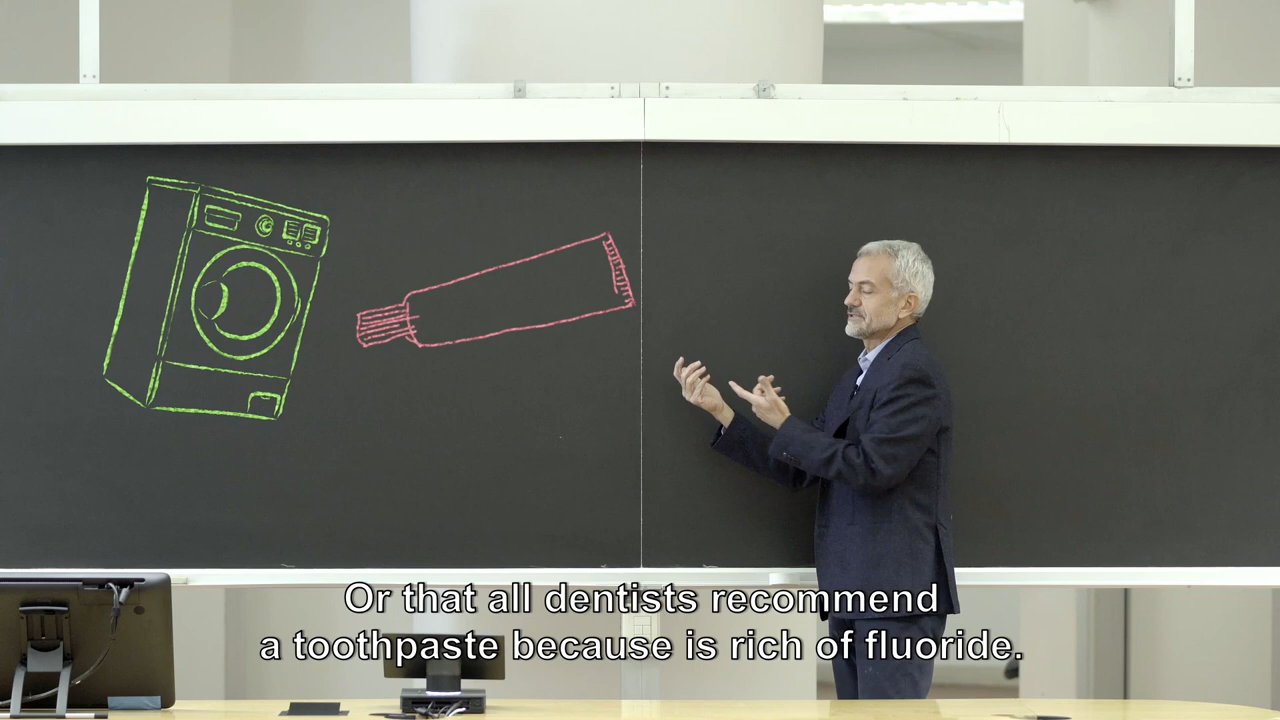 Or that all dentists recommend
a toothpaste because is rich of fluoride.